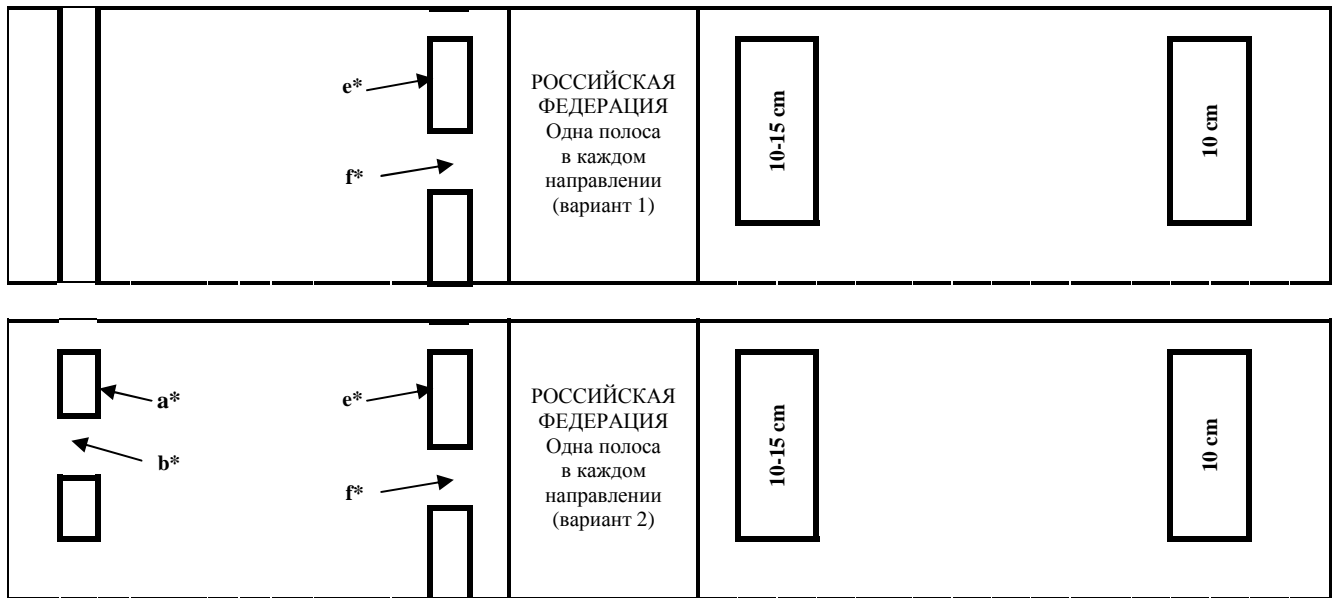 e*
f*
РОССИЙСКАЯ
ФЕДЕРАЦИЯ
Одна полоса
в каждом
направлении
(вариант 1)
10-15 cm
10 cm
a*
b*
e*
f*
РОССИЙСКАЯ
ФЕДЕРАЦИЯ
Одна полоса
в каждом
направлении
(вариант 2)
10-15 cm
10 cm